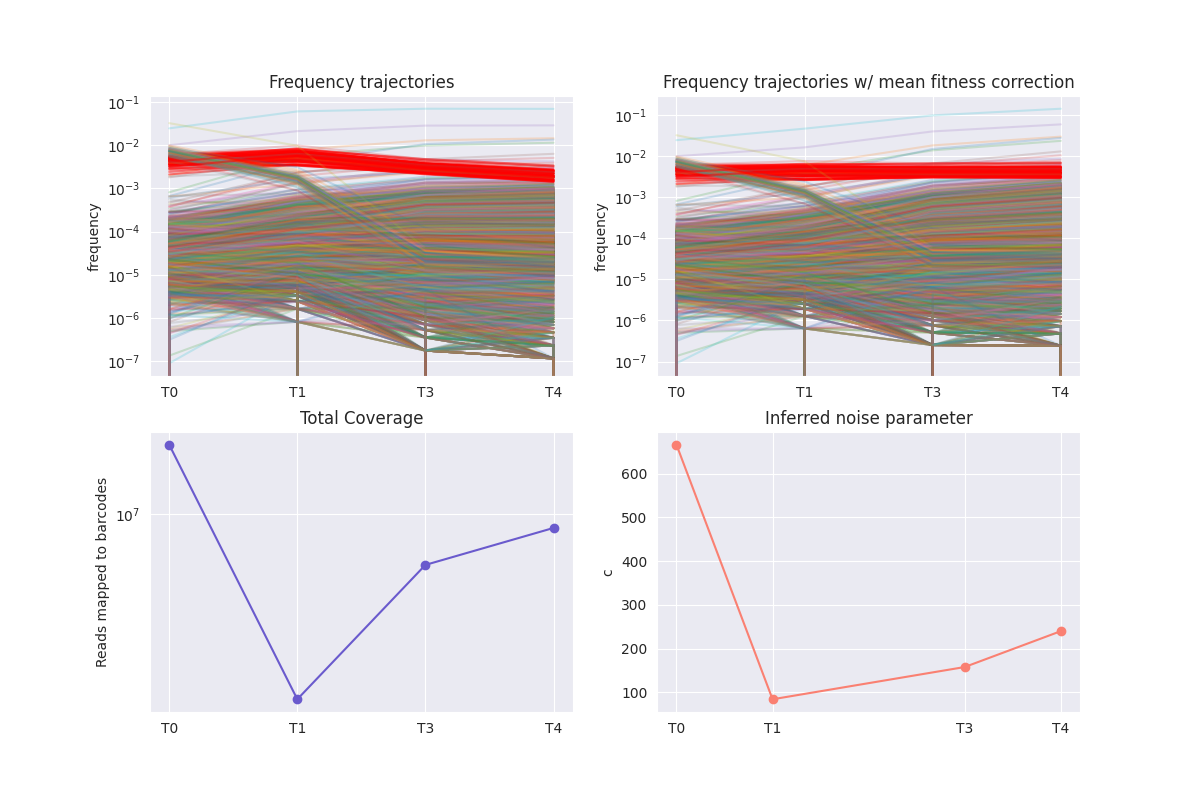 Frequency trajectories
10⁻¹
10⁻²
10⁻³
10⁻⁴
10⁻⁵
10⁻⁶
10⁻⁷
frequency
T0 T1 T3 T4
Frequency trajectories w/ mean fitness correction
10⁻¹
10⁻²
10⁻³
10⁻⁴
10⁻⁵
10⁻⁶
10⁻⁷
frequency
T0 T1 T3 T4
Total Coverage
10⁷
Reads mapped to barcodes
T0 T1 T3 T4
Inferred noise parameter
600
500
400
300
200
100
c
T0 T1 T3 T4